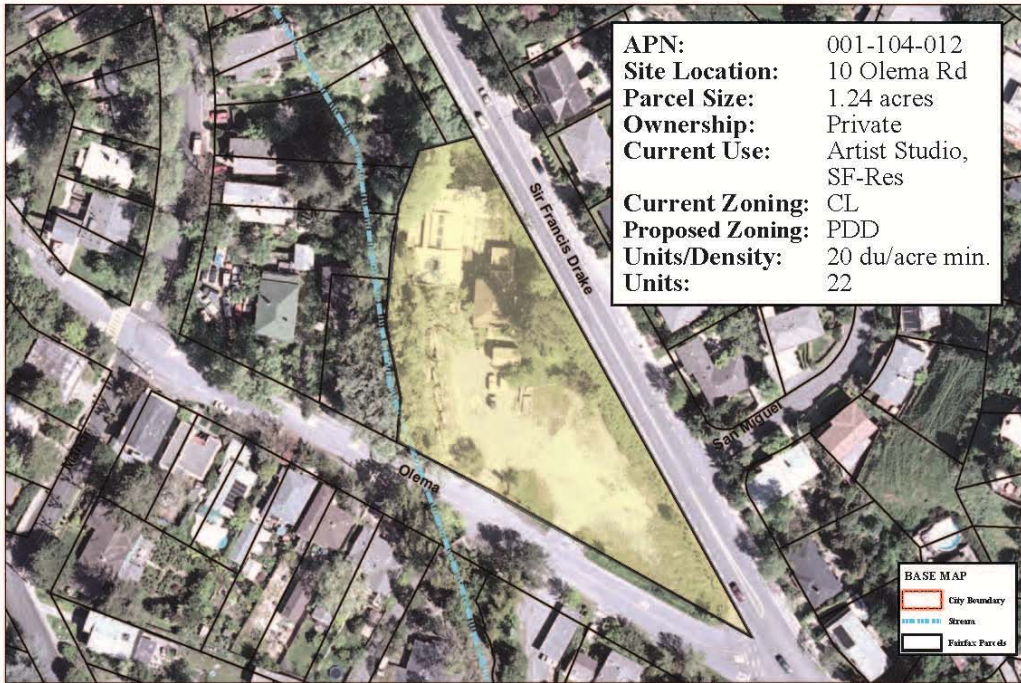 APN: 001-104-012
Site Location: 10 Olema Rd
Parcel Size: 1.24 acres
Ownership: Private
Current Use: Artist Studio,
SF-Res
Current Zoning: CL
Proposed Zoning: PDD
Units/Density: 20 du/acre min.
Units: 22
Sir Francis Drake
San Miguel
Olema
BASE MAP
City Boundary
Stream
Fairfax Parcels